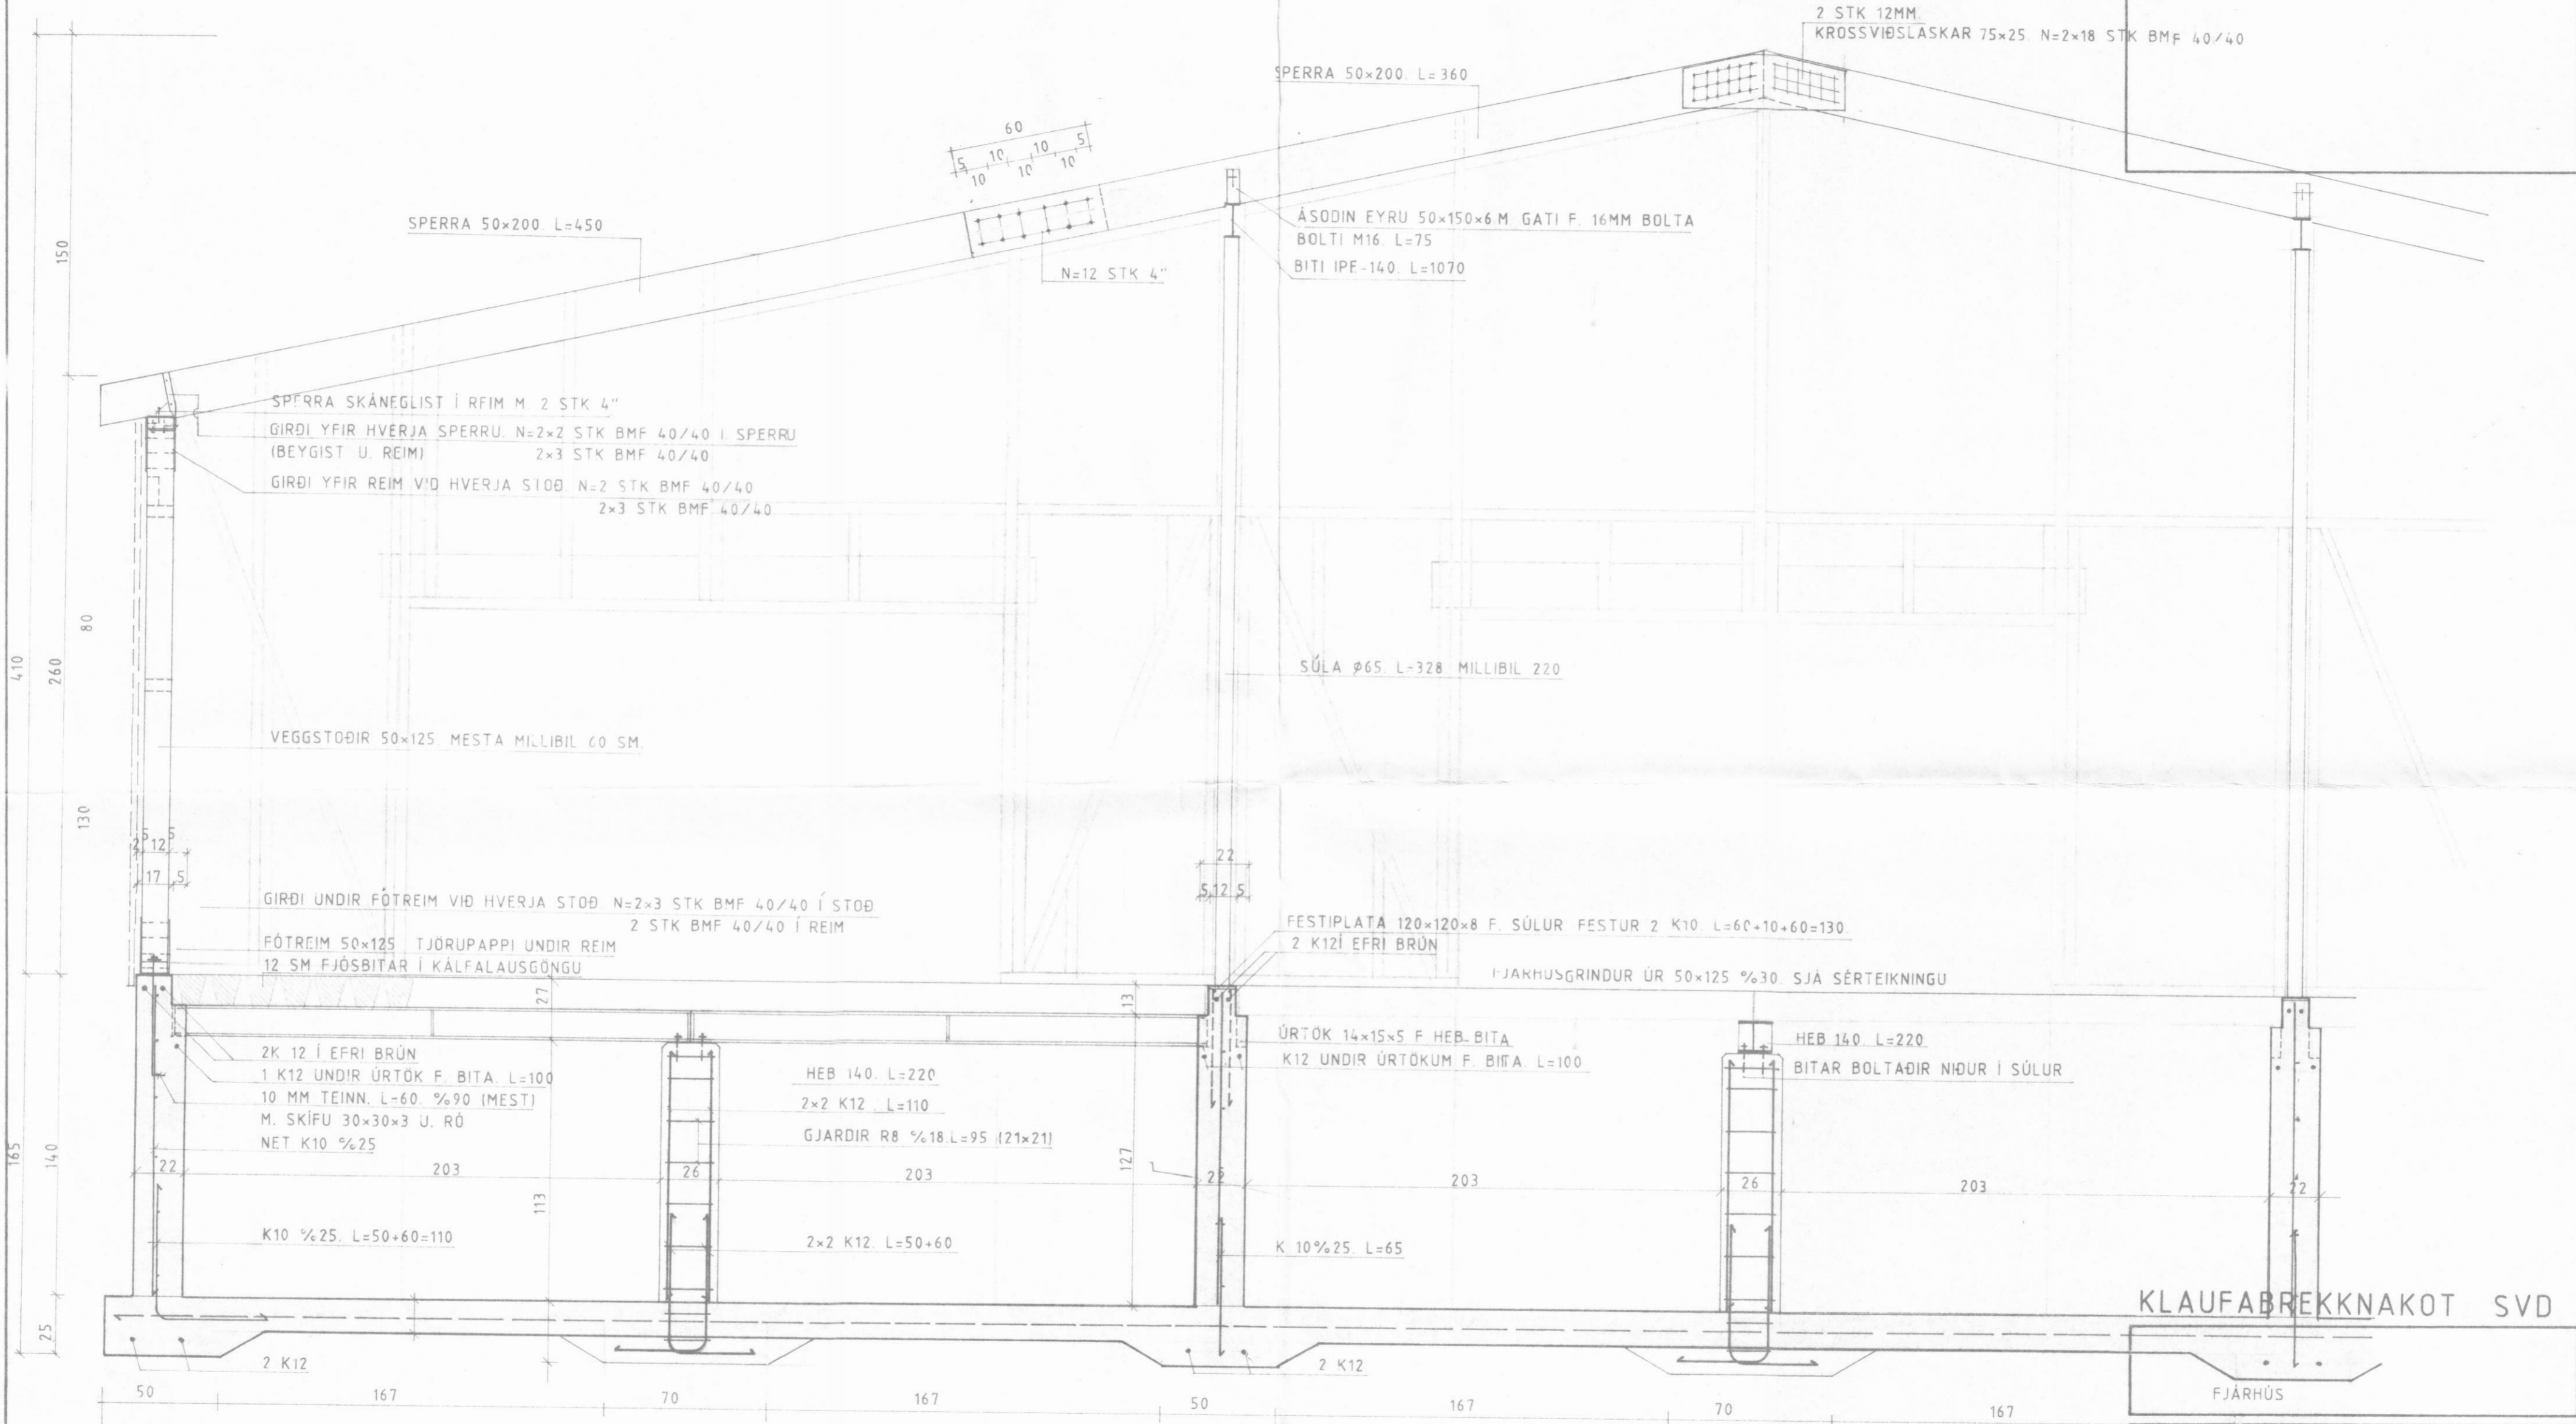 2 STK 12MM.
KROSSVIÐSLASKAR 75×25. N=2×18 STK BMF 40/40
SPERRA 50×200. L=360
60
5 10 10 5
10 10 10
SPERRA 50×200. L=450
N=12 STK 4"
ÁSODIN EYRU 50×150×6 M. GATI F. 16MM BOLTA
BOLTI M16. L=75
BITI IPE-140. L=1070
150
SPERRA SKÁNEGLIST Í REIM M. 2 STK 4"
GIRÐI YFIR HVERJA SPERRU. N=2×2 STK BMF 40/40 Í SPERRU
(BEYGIST U. REIM) 2×3 STK BMF 40/40
GIRÐI YFIR REIM VIÐ HVERJA STOÐ. N=2 STK BMF 40/40
2×3 STK BMF 40/40
410
260
80
130
SÚLA ø65. L=328 MILLIBIL 220
VEGGSTOÐIR 50×125. MESTA MILLIBIL 60 SM.
5 5
2 12
17 5
22
5 12 5
GIRÐI UNDIR FÓTREIM VIÐ HVERJA STOÐ. N=2×3 STK BMF 40/40 Í STOÐ
2 STK BMF 40/40 Í REIM
FÓTREIM 50×125 TJÖRUPAPPI UNDIR REIM
12 SM FJÓSBITAR Í KÁLFALAUSGÖNGU
FESTIPLATA 120×120×8 F. SÚLUR FESTUR 2 K10. L=60+10+60=130.
2 K12 Í EFRI BRÚN
FJÁRHÚSGRINDUR ÚR 50×125 %30. SJÁ SÉRTEIKNINGU
27
13
2K 12 Í EFRI BRÚN
1 K12 UNDIR ÚRTÖK F. BITA. L=100
10 MM TEINN. L=60. %90 (MEST)
M. SKÍFU 30×30×3 U. RÓ
NET K10 %25
HEB 140. L=220
2×2 K12. L=110
GJARDIR R8 %18. L=95 (21×21)
ÚRTÖK 14×15×5 F. HEB-BITA
K12 UNDIR ÚRTÖKUM F. BITA. L=100
HEB 140. L=220
BITAR BOLTAÐIR NIÐUR Í SÚLUR
165
140
127
113
22 203 26 203 22 203 26 203 22
K10 %25. L=50+60=110
2×2 K12. L=50+60
K 10%25. L=65
25
2 K12
2 K12
KLAUFABREKKNAKOT SVD
FJÁRHÚS
50 167 70 167 50 167 70 167